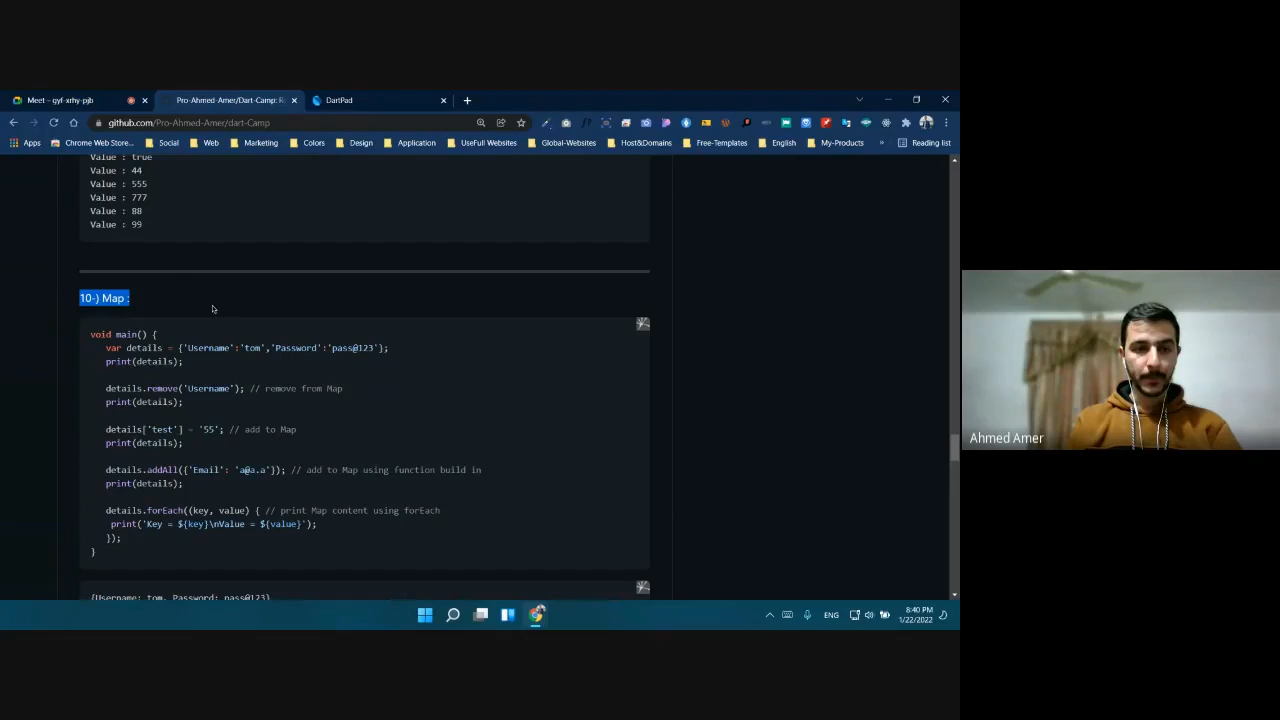 Meet – gyf-xrhy-pjb
Pro-Ahmed-Amer/Dart-Camp: R
DartPad
github.com/Pro-Ahmed-Amer/dart-Camp
Apps
Chrome Web Store...
Social
Web
Marketing
Colors
Design
Application
UseFull Websites
Global-Websites
Host&Domains
Free-Templates
English
My-Products
»
Reading list
Value : true
Value : 44
Value : 555
Value : 777
Value : 88
Value : 99
10-) Map :
void main() {
var details = {'Username':'tom','Password':'pass@123'};
print(details);
details.remove('Username'); // remove from Map
print(details);
details['test'] = '55'; // add to Map
print(details);
details.addAll({'Email': 'a@a.a'}); // add to Map using function build in
print(details);
details.forEach((key, value) { // print Map content using forEach
print('Key = ${key}\nValue = ${value}');
});
}
{Username: tom, Password: pass@123}
Ahmed Amer
ENG
8:40 PM
1/22/2022